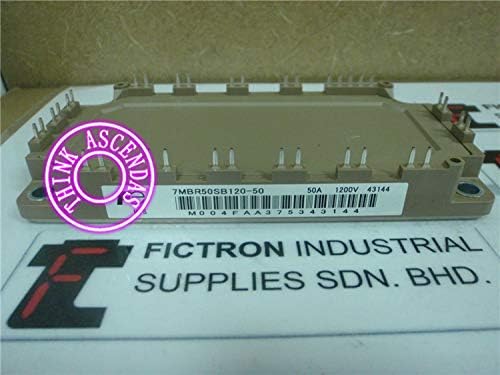 THINK ASCENDAS
7MBR50SB120-50 50A 1200V 43144
M004FAA375343144
FICTRON INDUSTRIAL
SUPPLIES SDN. BHD.